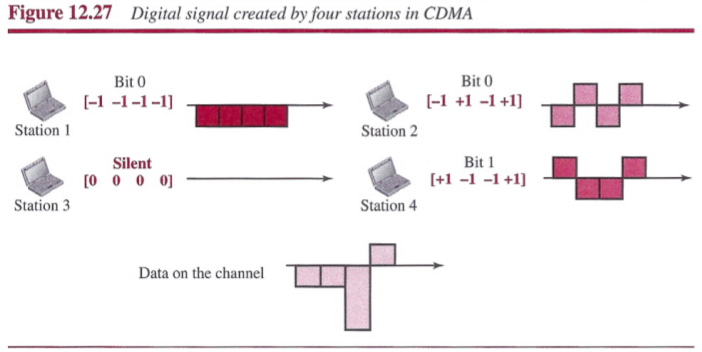 Figure 12.27 Digital signal created by four stations in CDMA
Bit 0
[–1 –1 –1 –1]
Station 1
Bit 0
[–1 +1 –1 +1]
Station 2
Silent
[0 0 0 0]
Station 3
Bit 1
[+1 –1 –1 +1]
Station 4
Data on the channel